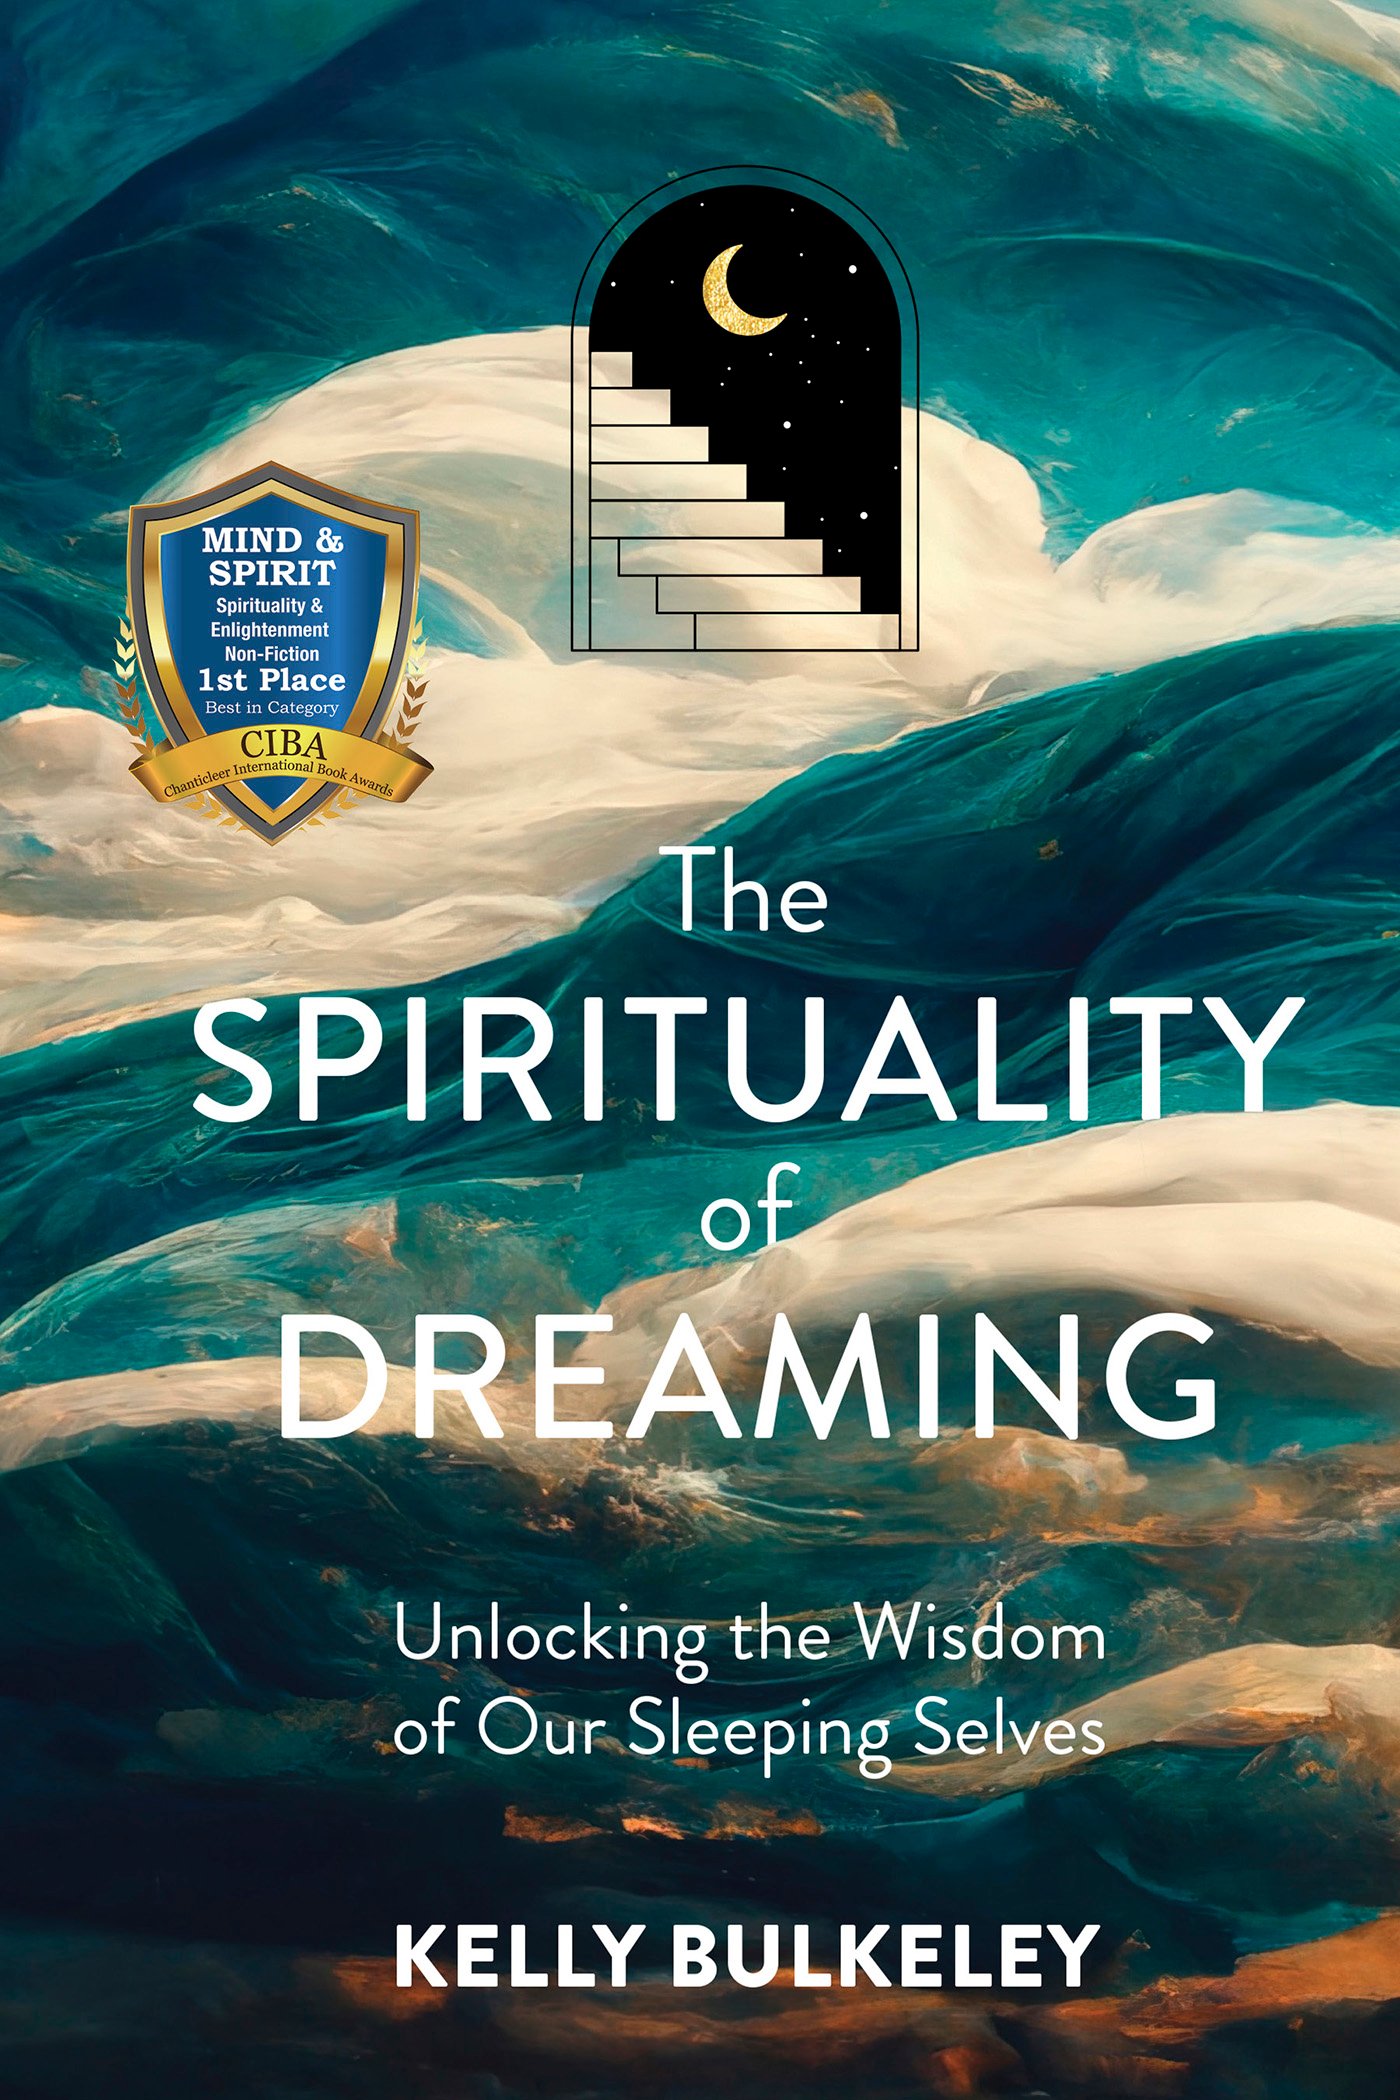 MIND &
SPIRIT
Spirituality &
Enlightenment
Non-Fiction
1st Place
Best in Category
CIBA
Chanticleer International Book Awards
The
SPIRITUALITY
of
DREAMING
Unlocking the Wisdom
of Our Sleeping Selves
KELLY BULKELEY